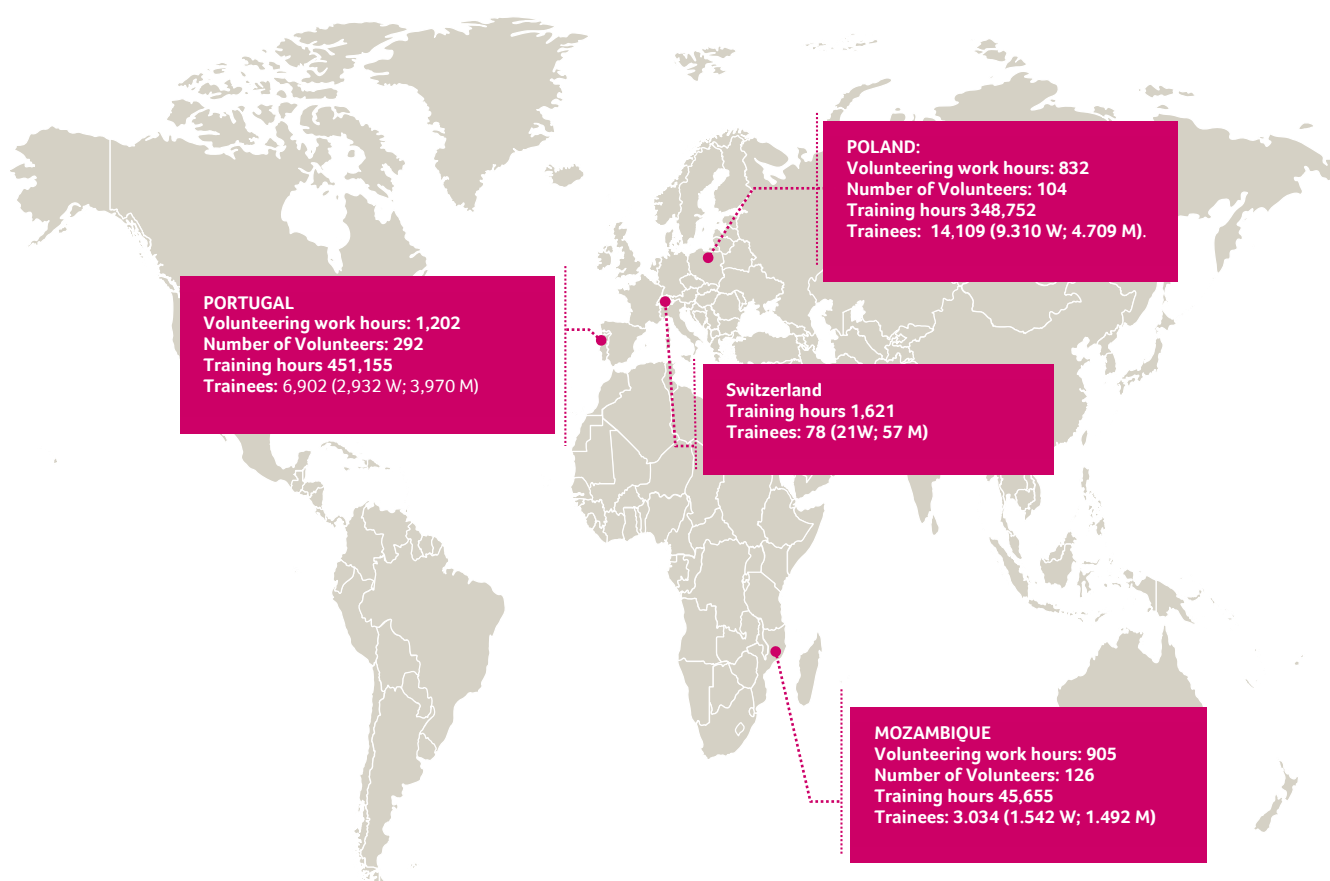 POLAND:
Volunteering work hours: 832
Number of Volunteers: 104
Training hours 348,752
Trainees: 14,109 (9.310 W; 4.709 M).
PORTUGAL
Volunteering work hours: 1,202
Number of Volunteers: 292
Training hours 451,155
Trainees: 6,902 (2,932 W; 3,970 M)
Switzerland
Training hours 1,621
Trainees: 78 (21W; 57 M)
MOZAMBIQUE
Volunteering work hours: 905
Number of Volunteers: 126
Training hours 45,655
Trainees: 3.034 (1.542 W; 1.492 M)